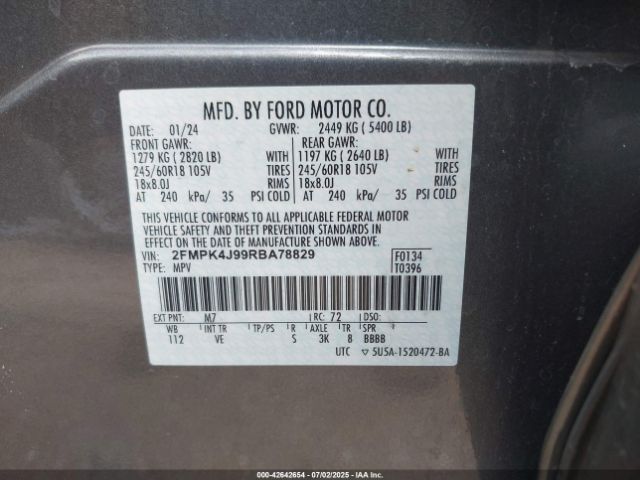 MFD. BY FORD MOTOR CO.
DATE: 01/24 GVWR: 2449 KG (5400 LB)
FRONT GAWR: REAR GAWR:
1279 KG (2820 LB) WITH 1197 KG (2640 LB) WITH
245/60R18 105V TIRES 245/60R18 105V TIRES
18x8.0J RIMS 18x8.0J RIMS
AT 240 kPa/ 35 PSI COLD AT 240 kPa/ 35 PSI COLD
THIS VEHICLE CONFORMS TO ALL APPLICABLE FEDERAL MOTOR
VEHICLE SAFETY AND THEFT PREVENTION STANDARDS IN
EFFECT ON THE DATE OF MANUFACTURE SHOWN ABOVE.
VIN: 2FMPK4J99RBA78829 F0134
TYPE: MPV T0396
EXT PNT: M7 RC: 72 DSO:
WB INT TR TP/PS R AXLE TR SPR
112 VE S 3K 8 BBBB
UTC ▽ 5U5A-1520472-BA
Stock: 42642654 | 07/02/2025 | IAA, Inc.